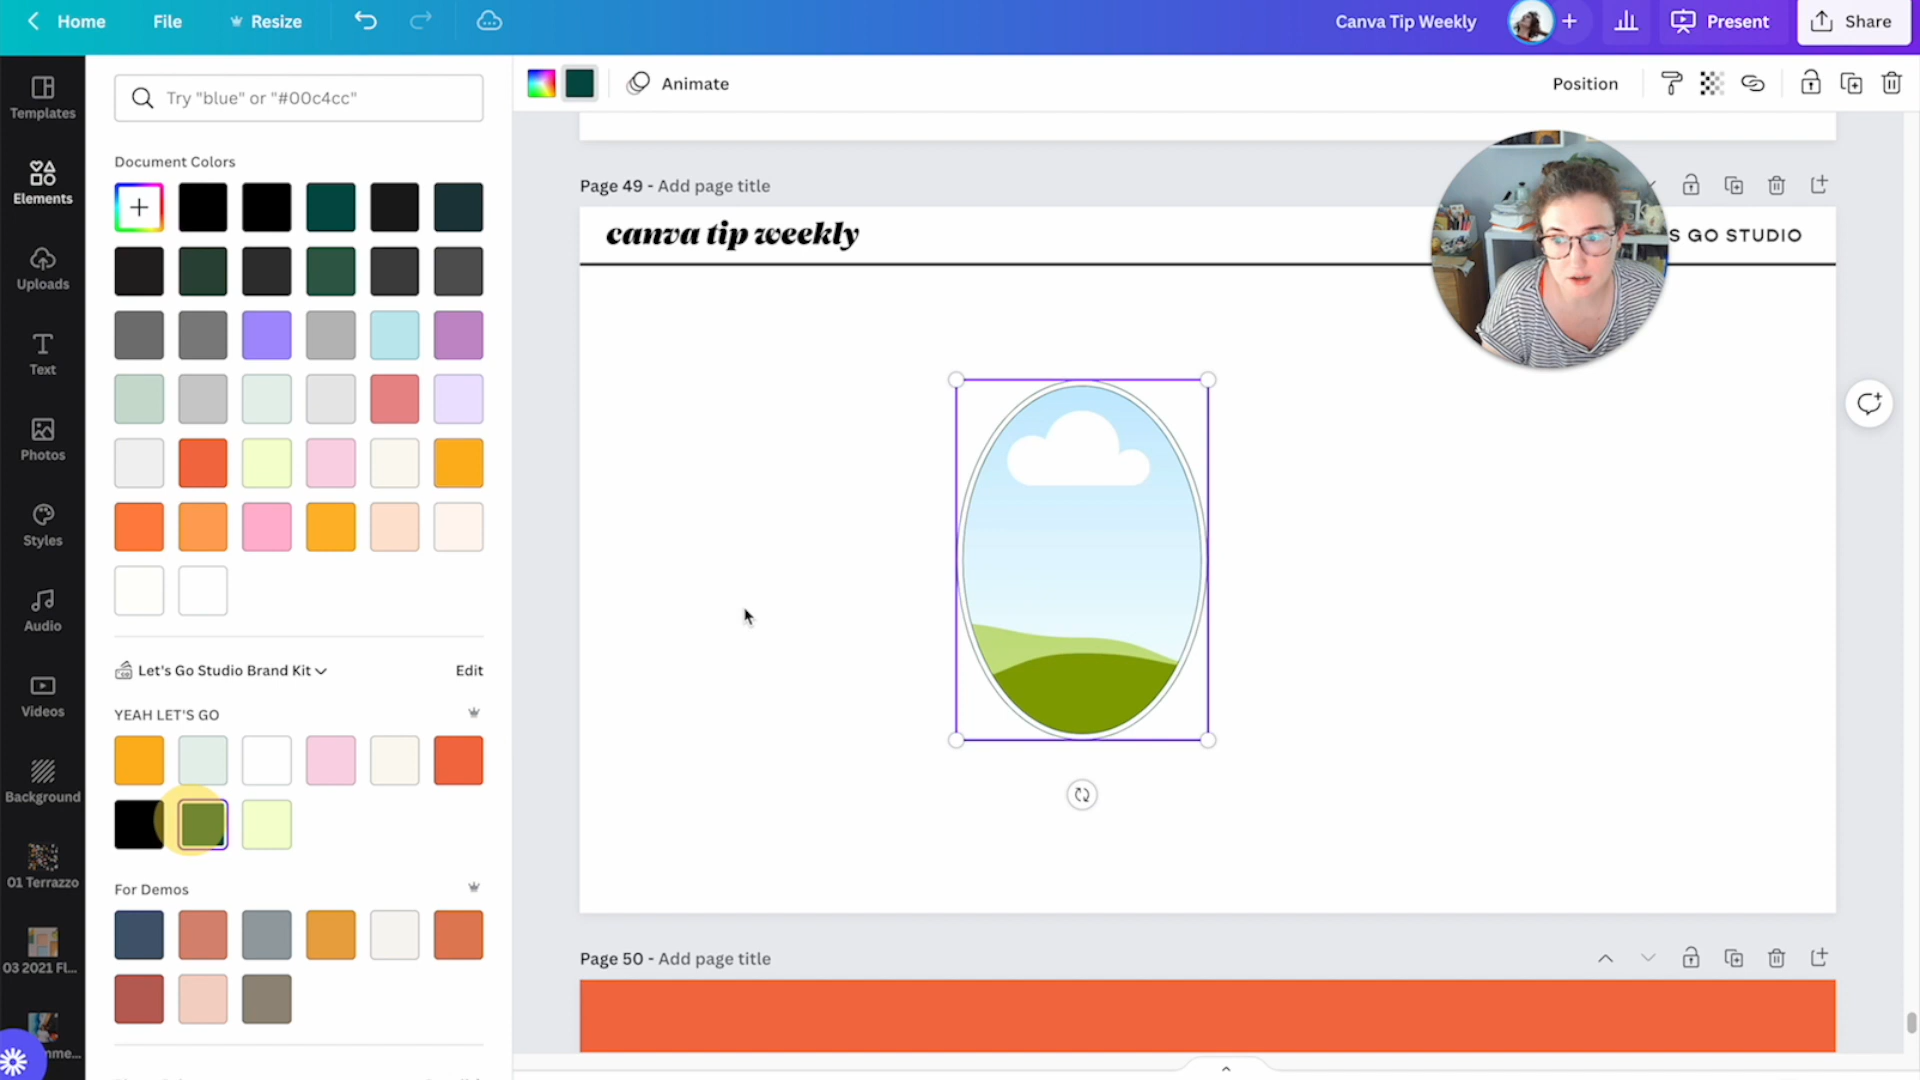 Home File Resize Canva Tip Weekly Present Share
Templates
Elements
Uploads
Text
Photos
Styles
Audio
Videos
Background
01 Terrazzo
03 2021 Fl...
Try "blue" or "#00c4cc"
Document Colors
Let's Go Studio Brand Kit Edit
YEAH LET'S GO
For Demos
Animate Position
Page 49 - Add page title
canva tip weekly
S GO STUDIO
Page 50 - Add page title